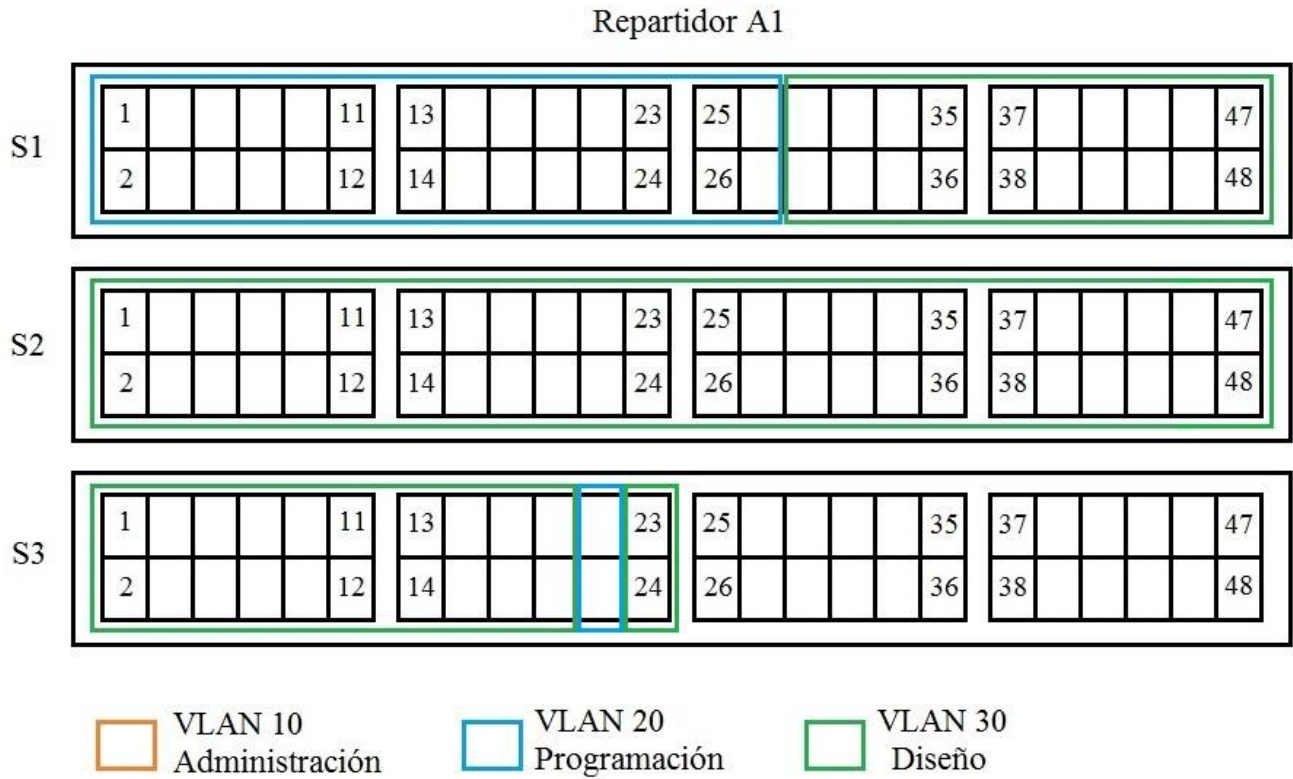 Repartidor A1
S1
1 11 13 23 25 35 37 47
2 12 14 24 26 36 38 48
S2
1 11 13 23 25 35 37 47
2 12 14 24 26 36 38 48
S3
1 11 13 23 25 35 37 47
2 12 14 24 26 36 38 48
VLAN 10
Administración
VLAN 20
Programación
VLAN 30
Diseño